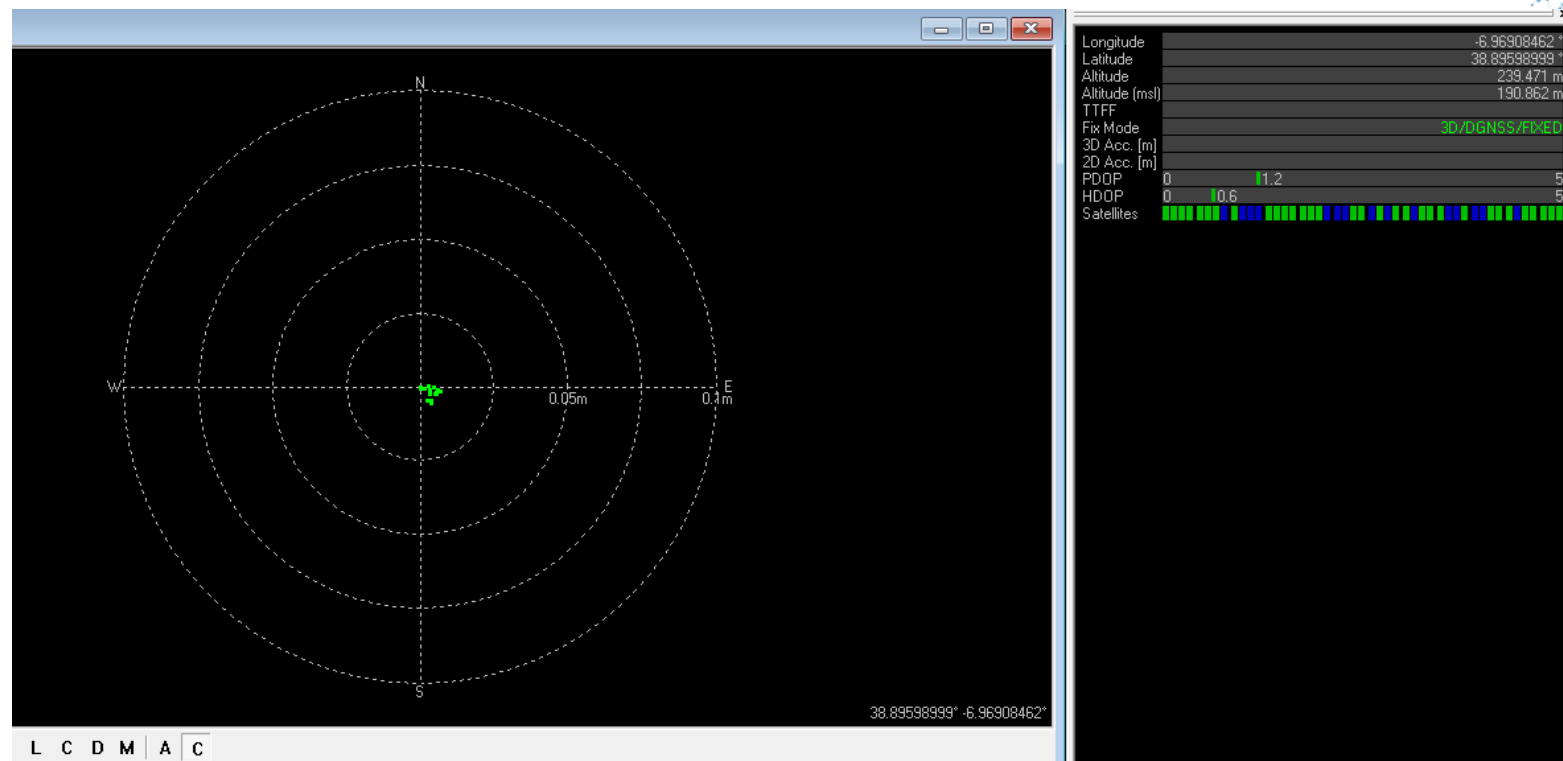 N
W
E
0.05m
0.1m
S
38.89598999° -6.96908462°
L C D M A C
Longitude -6.96908462 °
Latitude 38.89598999 °
Altitude 239.471 m
Altitude (msl) 190.862 m
TTFF
Fix Mode 3D/DGNSS/FIXED
3D Acc. [m]
2D Acc. [m]
PDOP 0 1.2 5
HDOP 0 0.6 5
Satellites